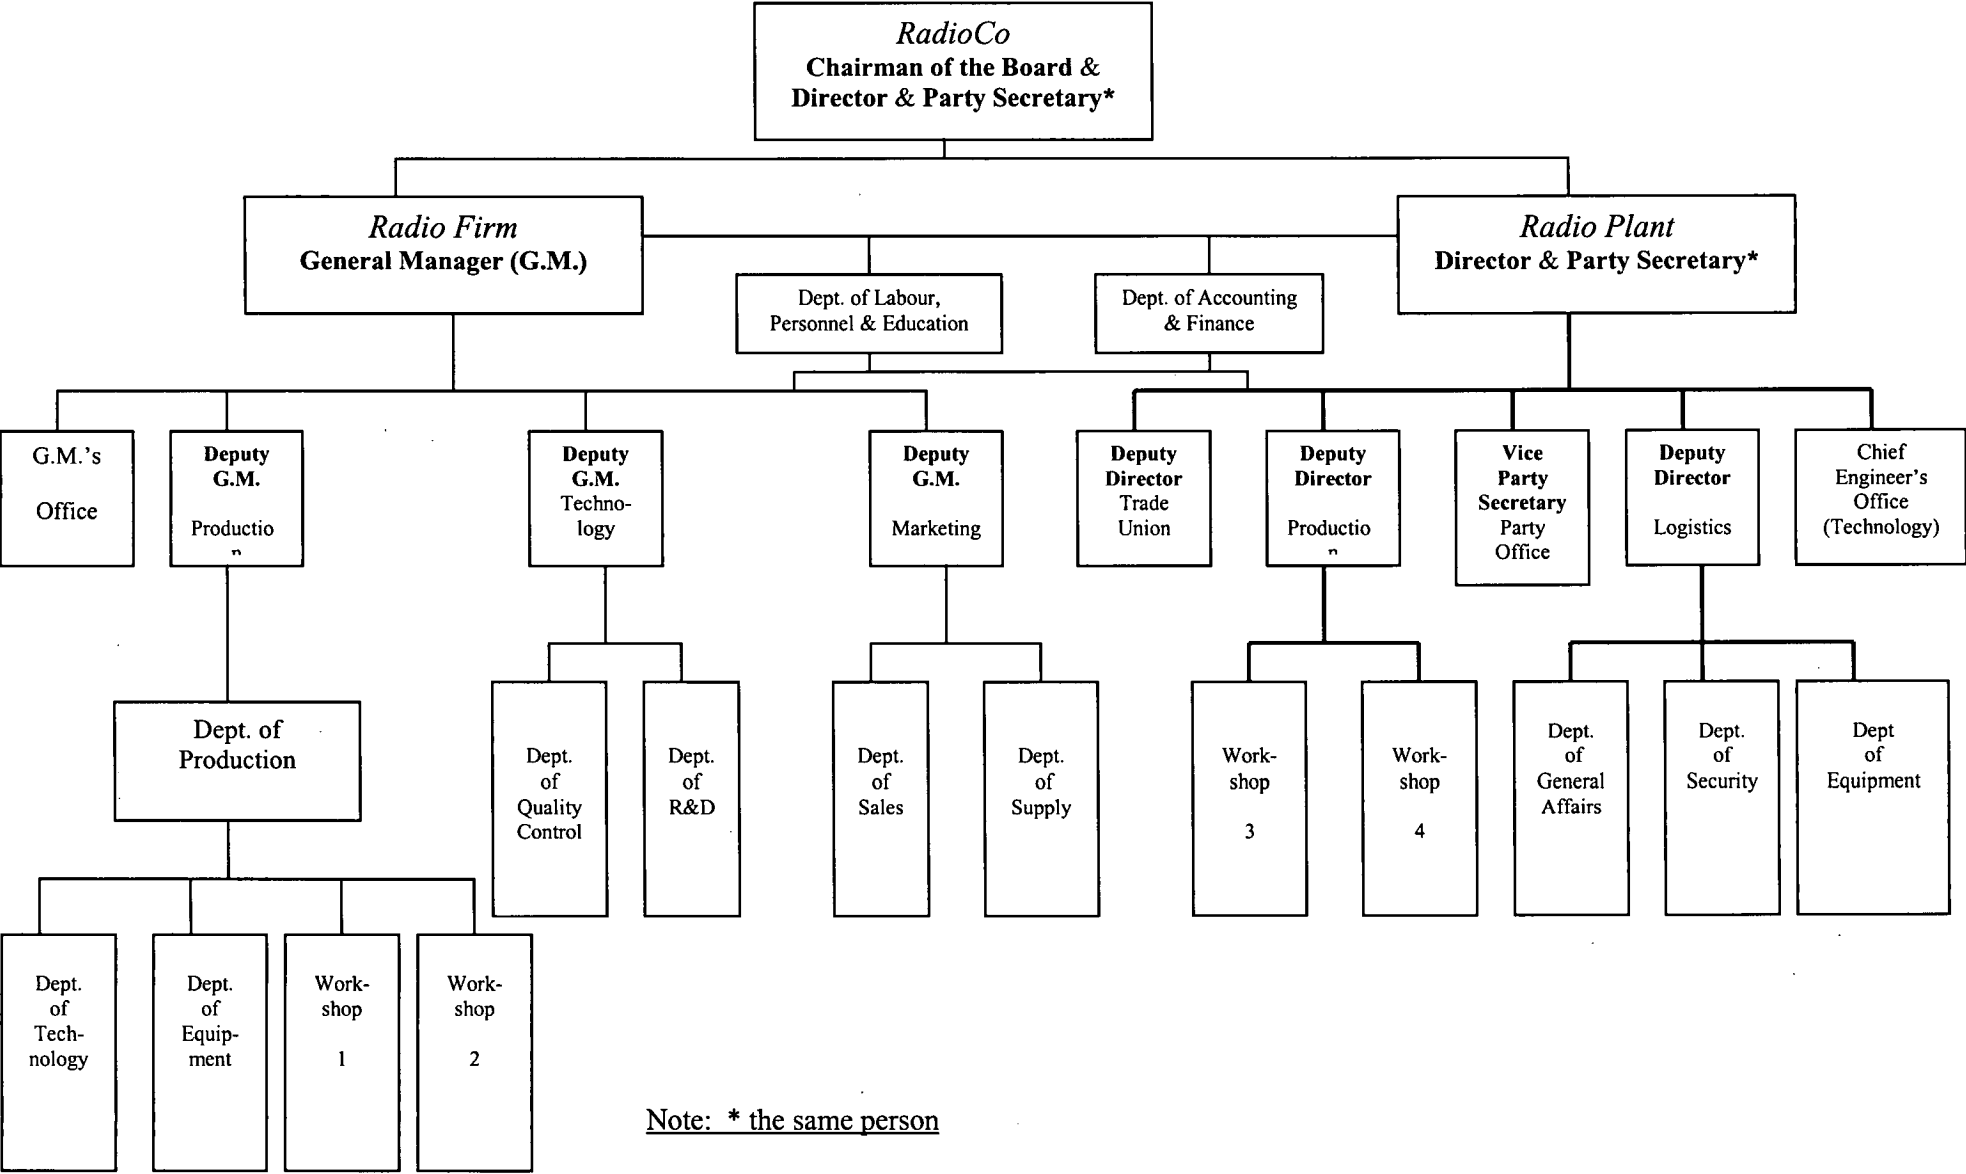 RadioCo
Chairman of the Board &
Director & Party Secretary*
Radio Firm
General Manager (G.M.)
Radio Plant
Director & Party Secretary*
Dept. of Labour,
Personnel & Education
Dept. of Accounting
& Finance
G.M.'s
Office
Deputy
G.M.
Productio
n
Deputy
G.M.
Techno-
logy
Deputy
G.M.
Marketing
Deputy
Director
Trade
Union
Deputy
Director
Productio
n
Vice
Party
Secretary
Party
Office
Deputy
Director
Logistics
Chief
Engineer's
Office
(Technology)
Dept. of
Production
Dept.
of
Quality
Control
Dept.
of
R&D
Dept.
of
Sales
Dept.
of
Supply
Work-
shop
3
Work-
shop
4
Dept.
of
General
Affairs
Dept.
of
Security
Dept
of
Equipment
Dept.
of
Tech-
nology
Dept.
of
Equip-
ment
Work-
shop
1
Work-
shop
2
Note: * the same person